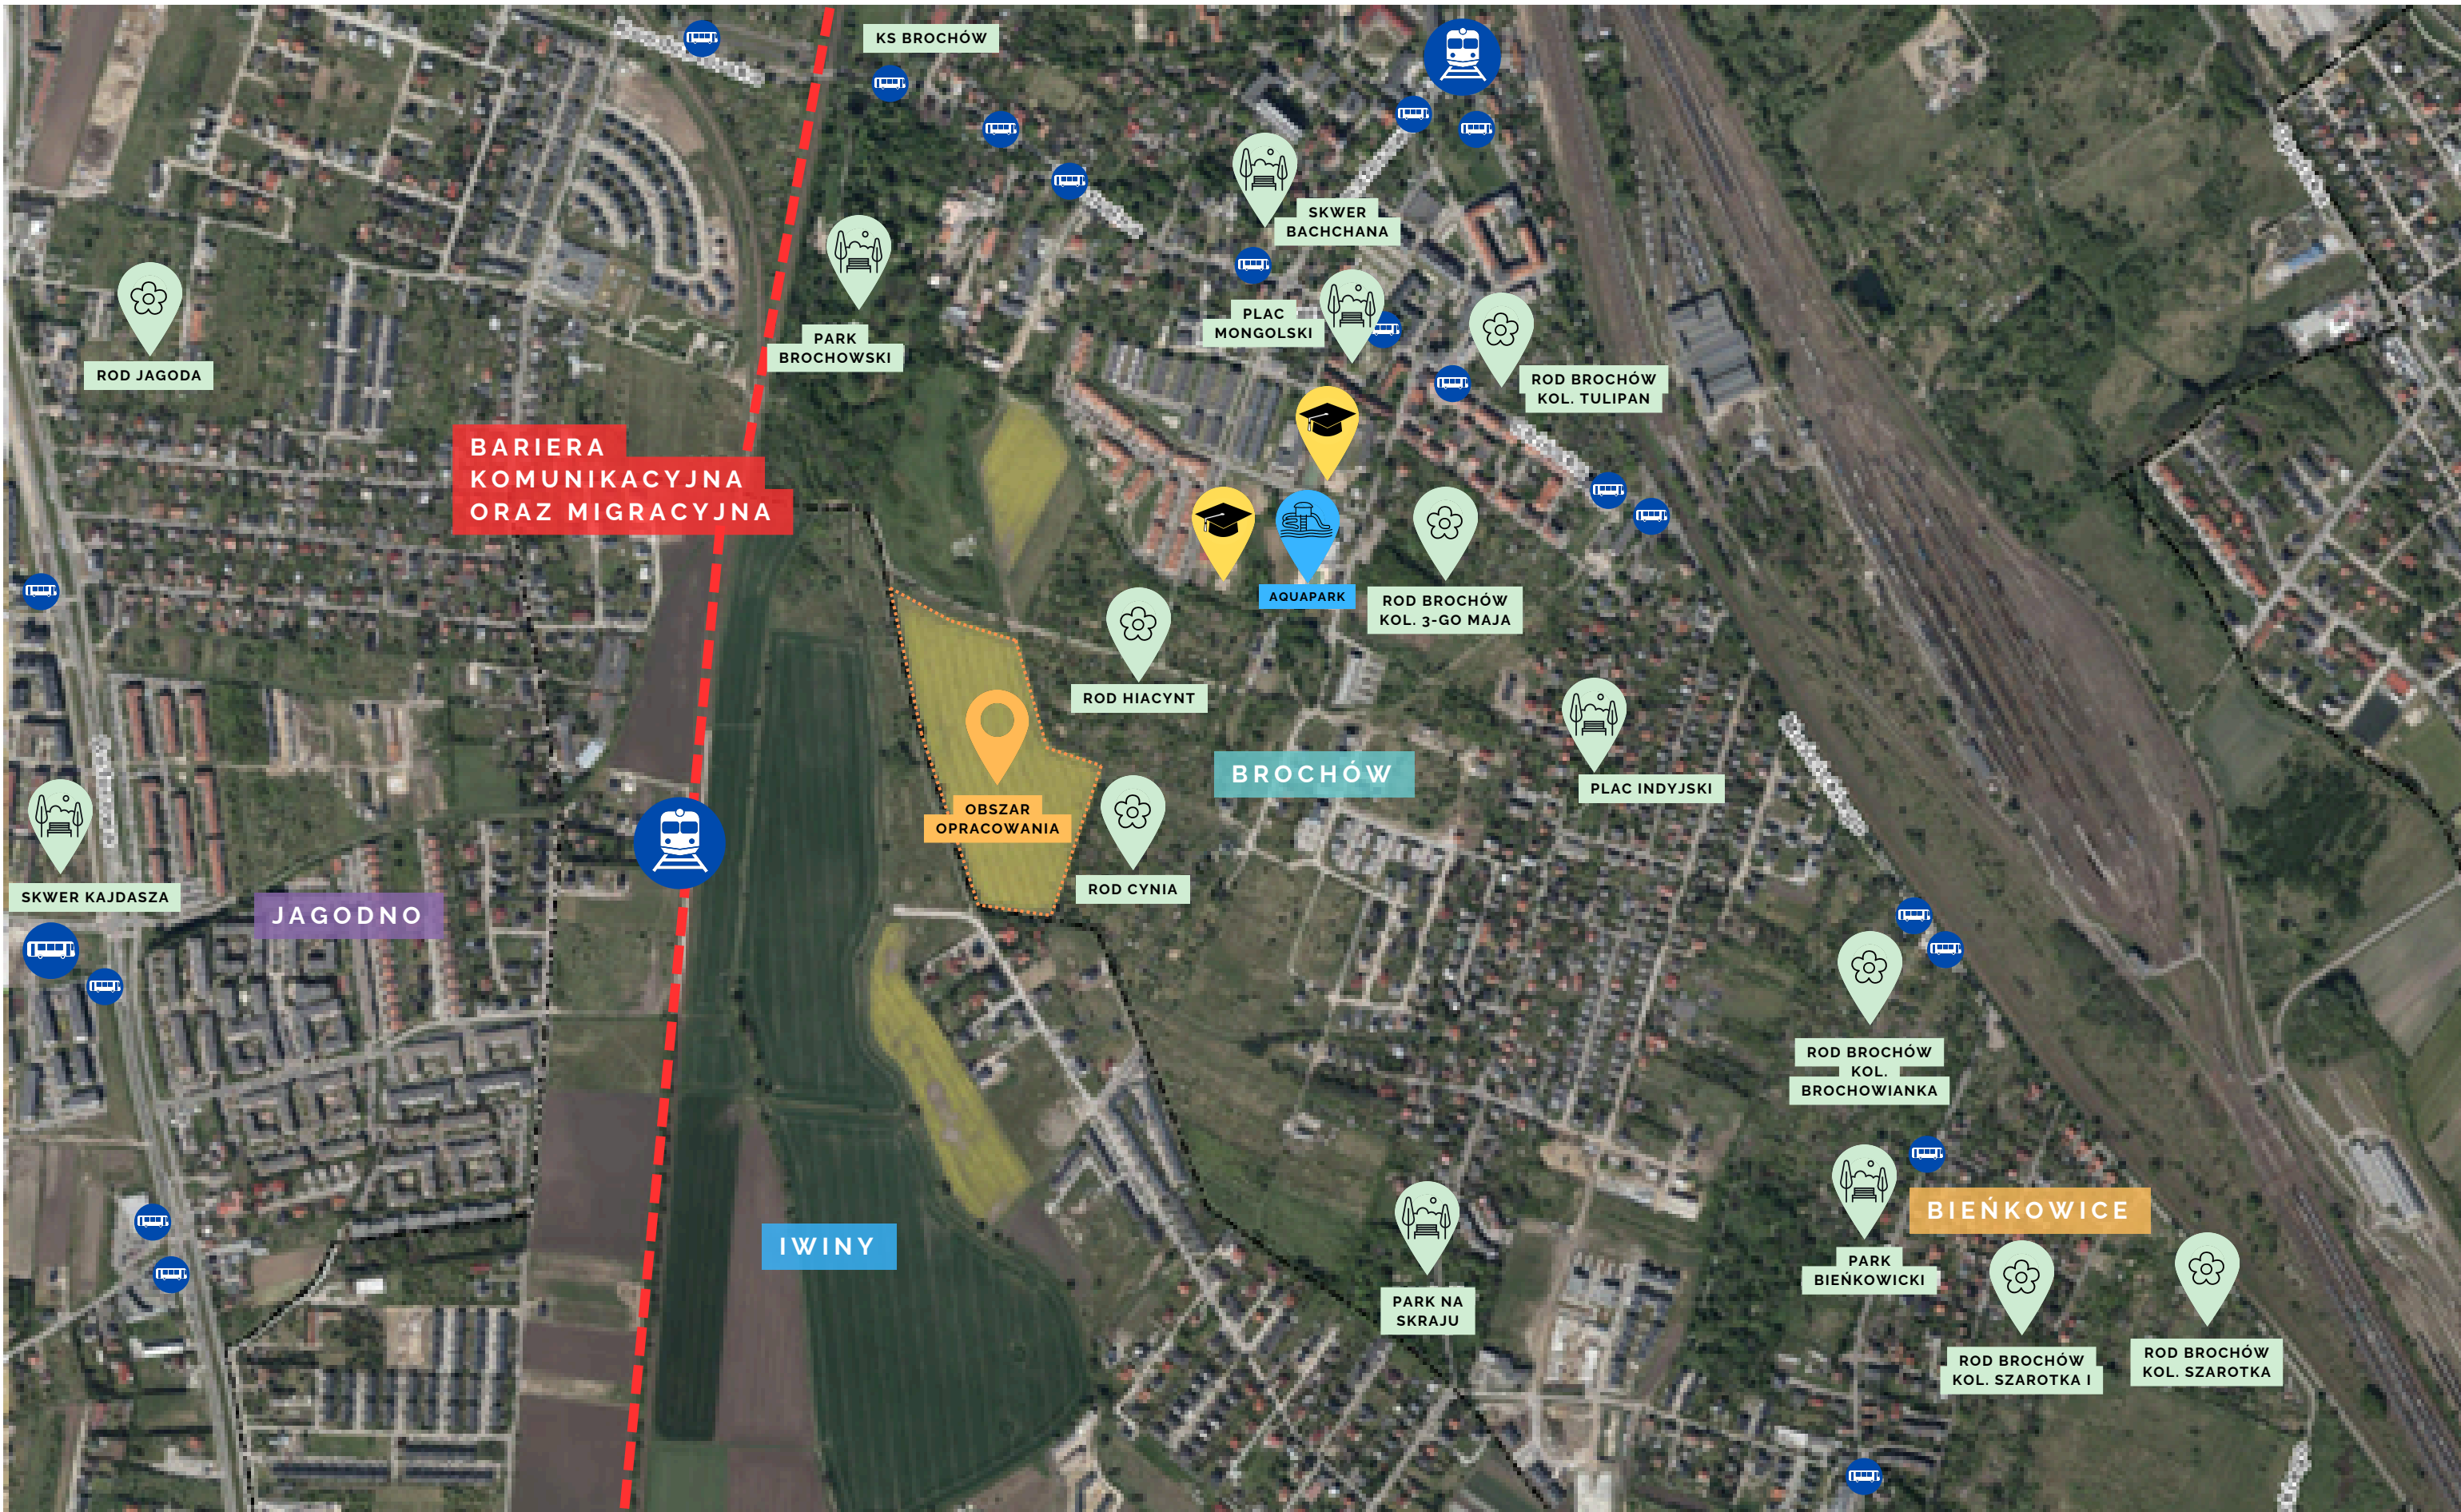 KS BROCHÓW
SKWER
BACHCHANA
PLAC
MONGOLSKI
PARK
BROCHOWSKI
ROD JAGODA
ROD BROCHÓW
KOL. TULIPAN
BARIERA
KOMUNIKACYJNA
ORAZ MIGRACYJNA
AQUAPARK
ROD BROCHÓW
KOL. 3-GO MAJA
ROD HIACYNT
BROCHÓW
PLAC INDYJSKI
OBSZAR
OPRACOWANIA
ROD CYNIA
SKWER KAJDASZA
JAGODNO
ROD BROCHÓW
KOL.
BROCHOWIANKA
BIEŃKOWICE
IWINY
PARK
BIEŃKOWICKI
PARK NA
SKRAJU
ROD BROCHÓW
KOL. SZAROTKA I
ROD BROCHÓW
KOL. SZAROTKA